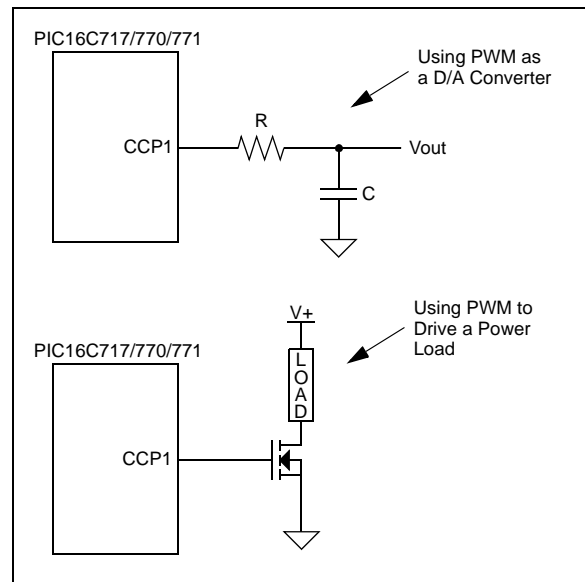 PIC16C717/770/771
Using PWM as
a D/A Converter
R
CCP1
Vout
C
V+
Using PWM to
Drive a Power
Load
PIC16C717/770/771
LOAD
CCP1